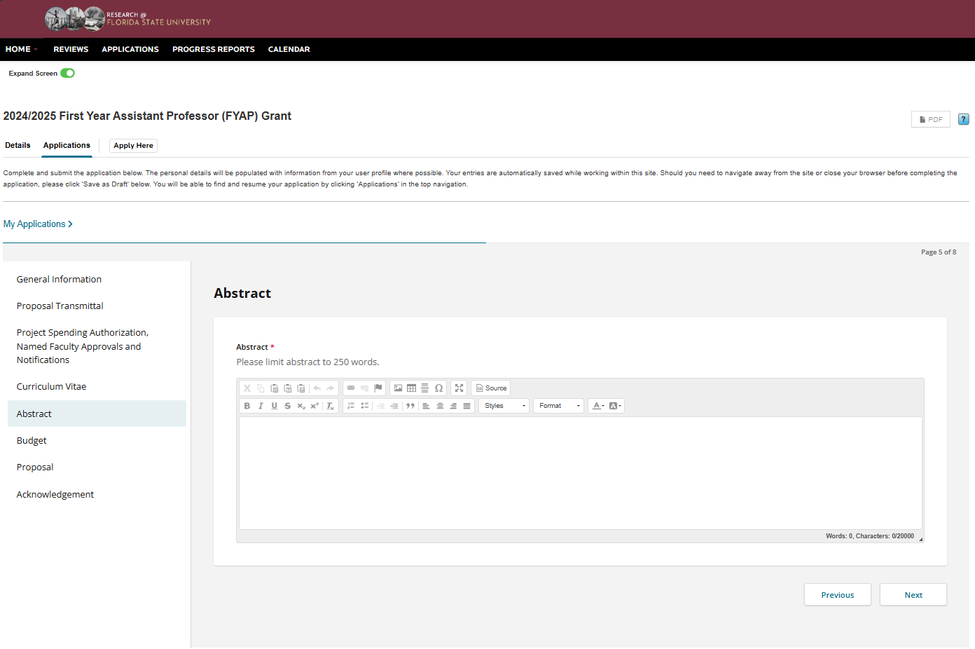 RESEARCH @
FLORIDA STATE UNIVERSITY
HOME REVIEWS APPLICATIONS PROGRESS REPORTS CALENDAR
Expand Screen
2024/2025 First Year Assistant Professor (FYAP) Grant
PDF ?
Details Applications Apply Here
Complete and submit the application below. The personal details will be populated with information from your user profile where possible. Your entries are automatically saved while working within this site. Should you need to navigate away from the site or close your browser before completing the
application, please click 'Save as Draft' below. You will be able to find and resume your application by clicking 'Applications' in the top navigation.
My Applications >
Page 5 of 8
General Information
Proposal Transmittal
Project Spending Authorization,
Named Faculty Approvals and
Notifications
Curriculum Vitae
Abstract
Budget
Proposal
Acknowledgement
Abstract
Abstract *
Please limit abstract to 250 words.
Ω Source
B I U S x₂ x² Tx Styles Format A A
Words: 0, Characters: 0/20000
Previous Next